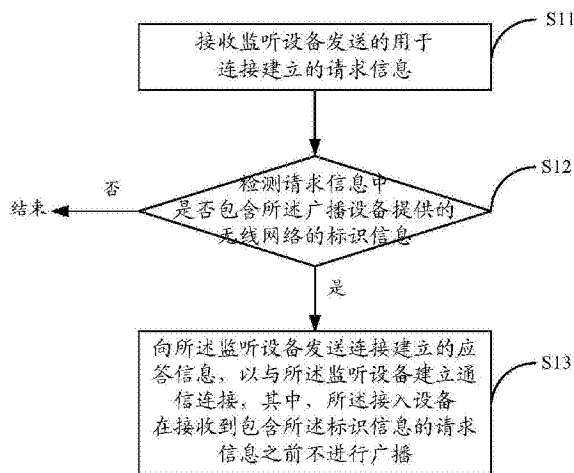 接收监听设备发送的用于
连接建立的请求信息
S11
检测请求信息中
是否包含所述广播设备提供的
无线网络的标识信息
S12
否
结束
是
向所述监听设备发送连接建立的应
答信息，以与所述监听设备建立通
信连接，其中，所述接入设备
在接收到包含所述标识信息的请求
信息之前不进行广播
S13